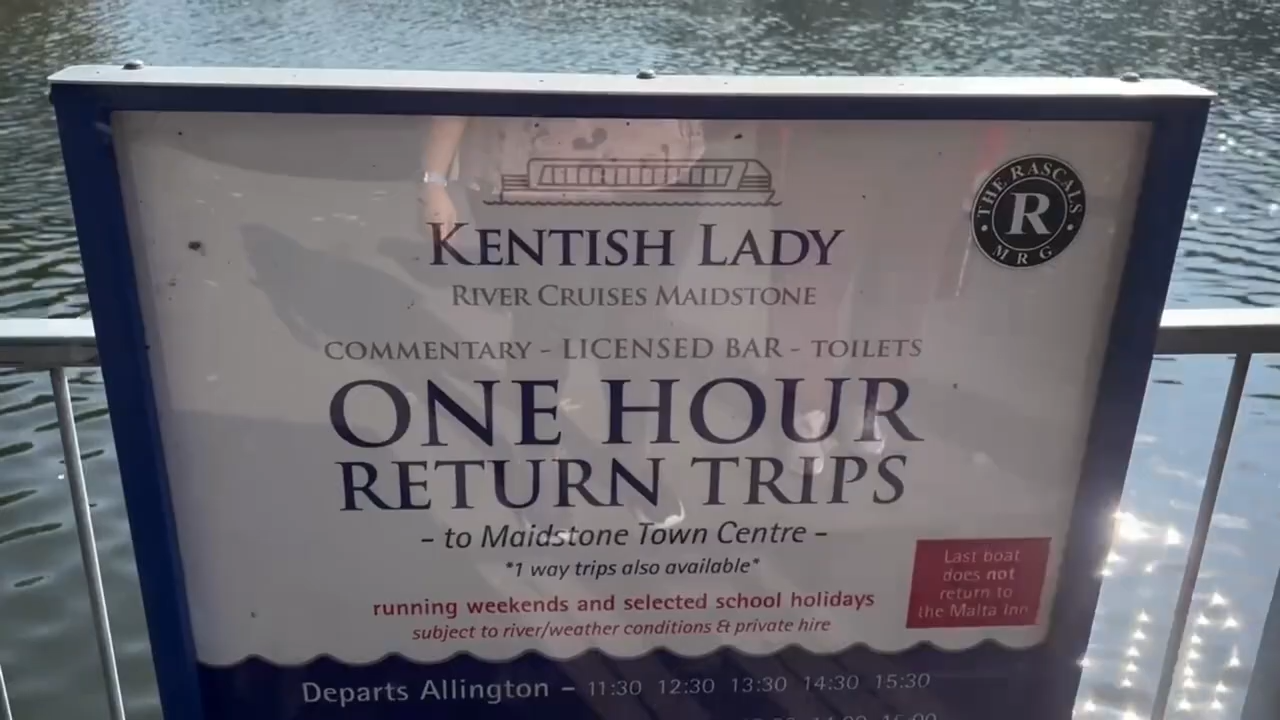 KENTISH LADY
RIVER CRUISES MAIDSTONE
THE RASCALS
R
MRG
COMMENTARY - LICENSED BAR - TOILETS
ONE HOUR
RETURN TRIPS
– to Maidstone Town Centre –
*1 way trips also available*
running weekends and selected school holidays
subject to river/weather conditions & private hire
Last boat
does not
return to
the Malta Inn
Departs Allington – 11:30 12:30 13:30 14:30 15:30